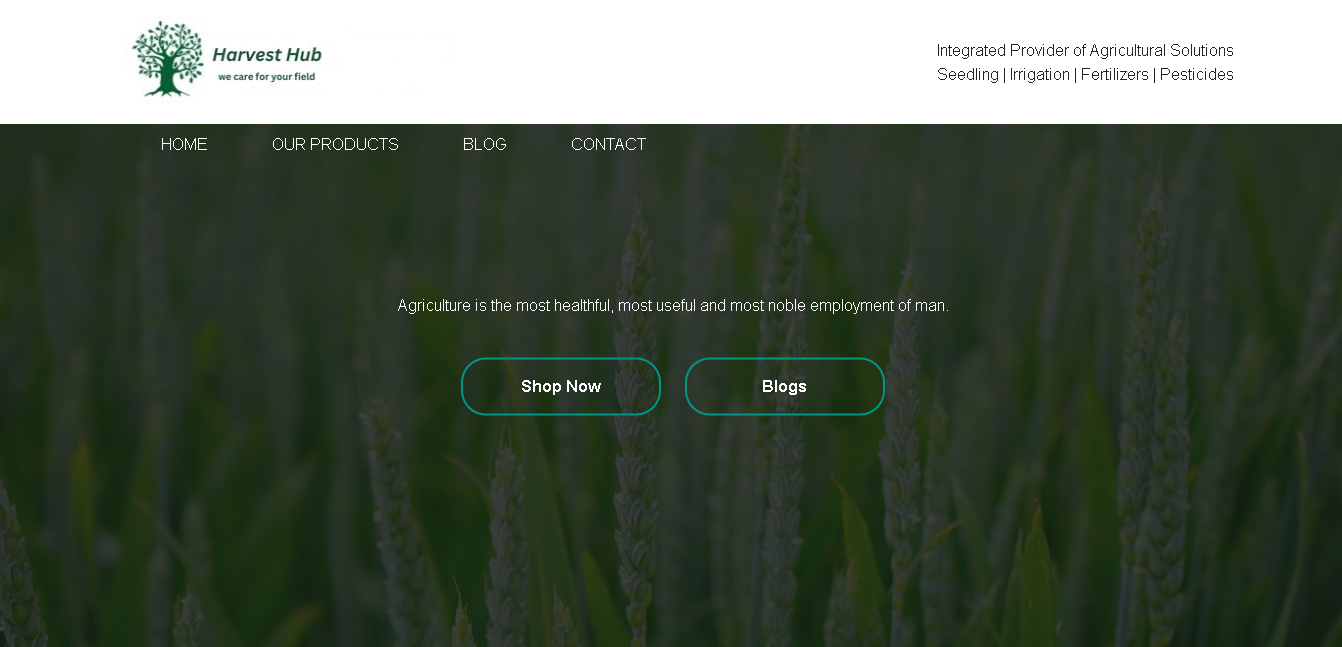 Harvest Hub
we care for your field
Integrated Provider of Agricultural Solutions
Seedling | Irrigation | Fertilizers | Pesticides
HOME OUR PRODUCTS BLOG CONTACT
Agriculture is the most healthful, most useful and most noble employment of man.
Shop Now Blogs